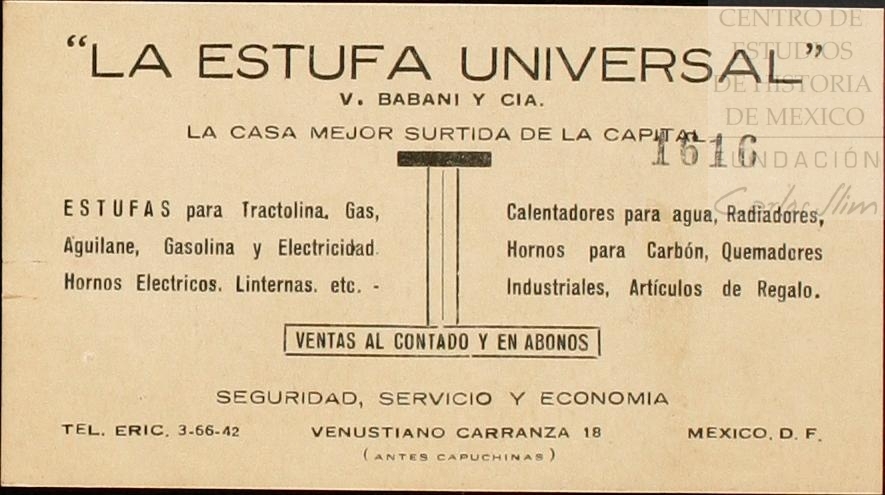 CENTRO DE
ESTUDIOS
DE HISTORIA
DE MEXICO
FUNDACIÓN
Carlos Slim
“LA ESTUFA UNIVERSAL”
V. BABANI Y CIA.
LA CASA MEJOR SURTIDA DE LA CAPITAL
1616
ESTUFAS para Tractolina, Gas,
Aguilane, Gasolina y Electricidad.
Hornos Electricos. Linternas. etc. -
Calentadores para agua, Radiadores,
Hornos para Carbón, Quemadores
Industriales, Artículos de Regalo.
VENTAS AL CONTADO Y EN ABONOS
SEGURIDAD, SERVICIO Y ECONOMIA
TEL. ERIC. 3-66-42 VENUSTIANO CARRANZA 18 MEXICO, D. F.
(ANTES CAPUCHINAS)